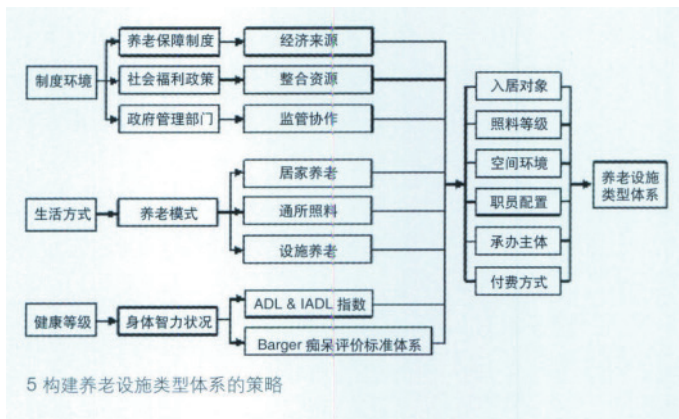 养老保障制度
经济来源
制度环境
社会福利政策
整合资源
政府管理部门
监管协作
生活方式
养老模式
居家养老
通所照料
设施养老
健康等级
身体智力状况
ADL & IADL 指数
Barger 痴呆评价标准体系
入居对象
照料等级
空间环境
职员配置
承办主体
付费方式
养老设施
类型体系
5 构建养老设施类型体系的策略